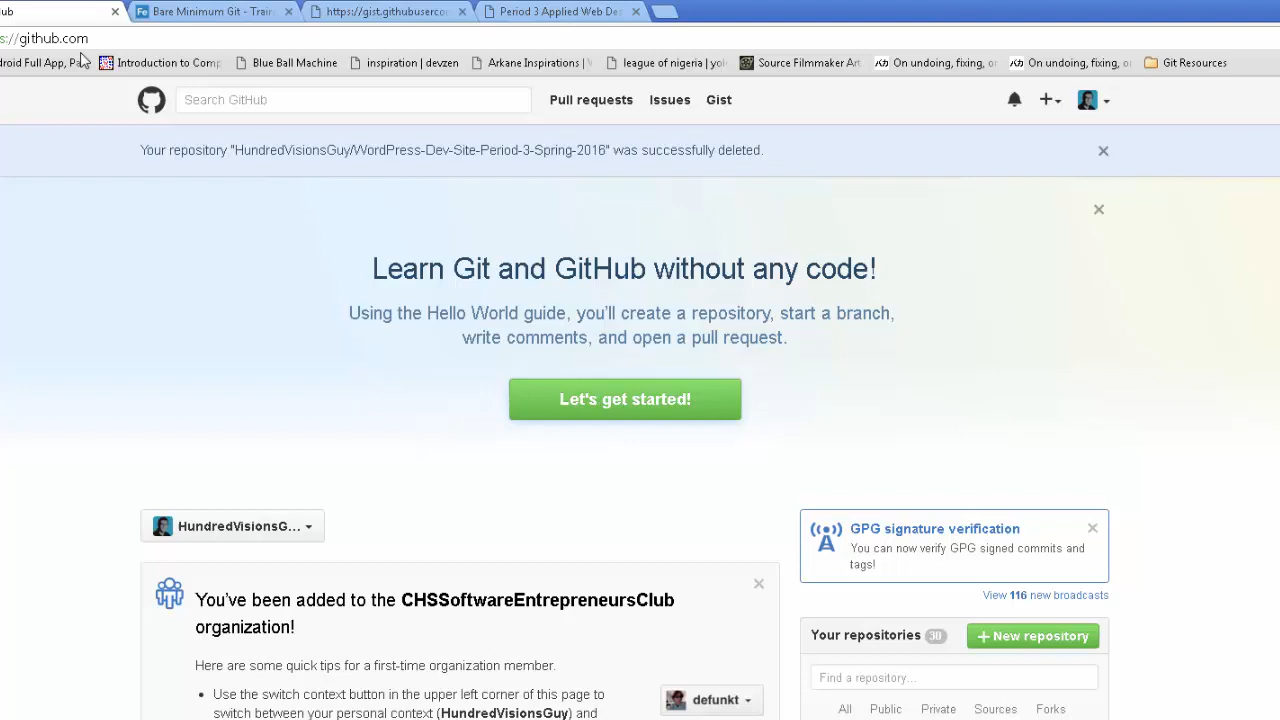 lub
Bare Minimum Git - Train
https://gist.githubusercon
Period 3 Applied Web De
s://github.com
roid Full App, Pa
Introduction to Comp
Blue Ball Machine
inspiration | devzen
Arkane Inspirations |
league of nigeria | yo
Source Filmmaker Art
On undoing, fixing, o
On undoing, fixing, o
Git Resources
Search GitHub
Pull requests
Issues
Gist
Your repository "HundredVisionsGuy/WordPress-Dev-Site-Period-3-Spring-2016" was successfully deleted.
Learn Git and GitHub without any code!
Using the Hello World guide, you’ll create a repository, start a branch,
write comments, and open a pull request.
Let's get started!
HundredVisionsG...
GPG signature verification
You can now verify GPG signed commits and
tags!
View 116 new broadcasts
You’ve been added to the CHSSoftwareEntrepreneursClub
organization!
Here are some quick tips for a first-time organization member.
• Use the switch context button in the upper left corner of this page to
switch between your personal context (HundredVisionsGuy) and
defunkt
Your repositories 30
+ New repository
Find a repository...
All
Public
Private
Sources
Forks